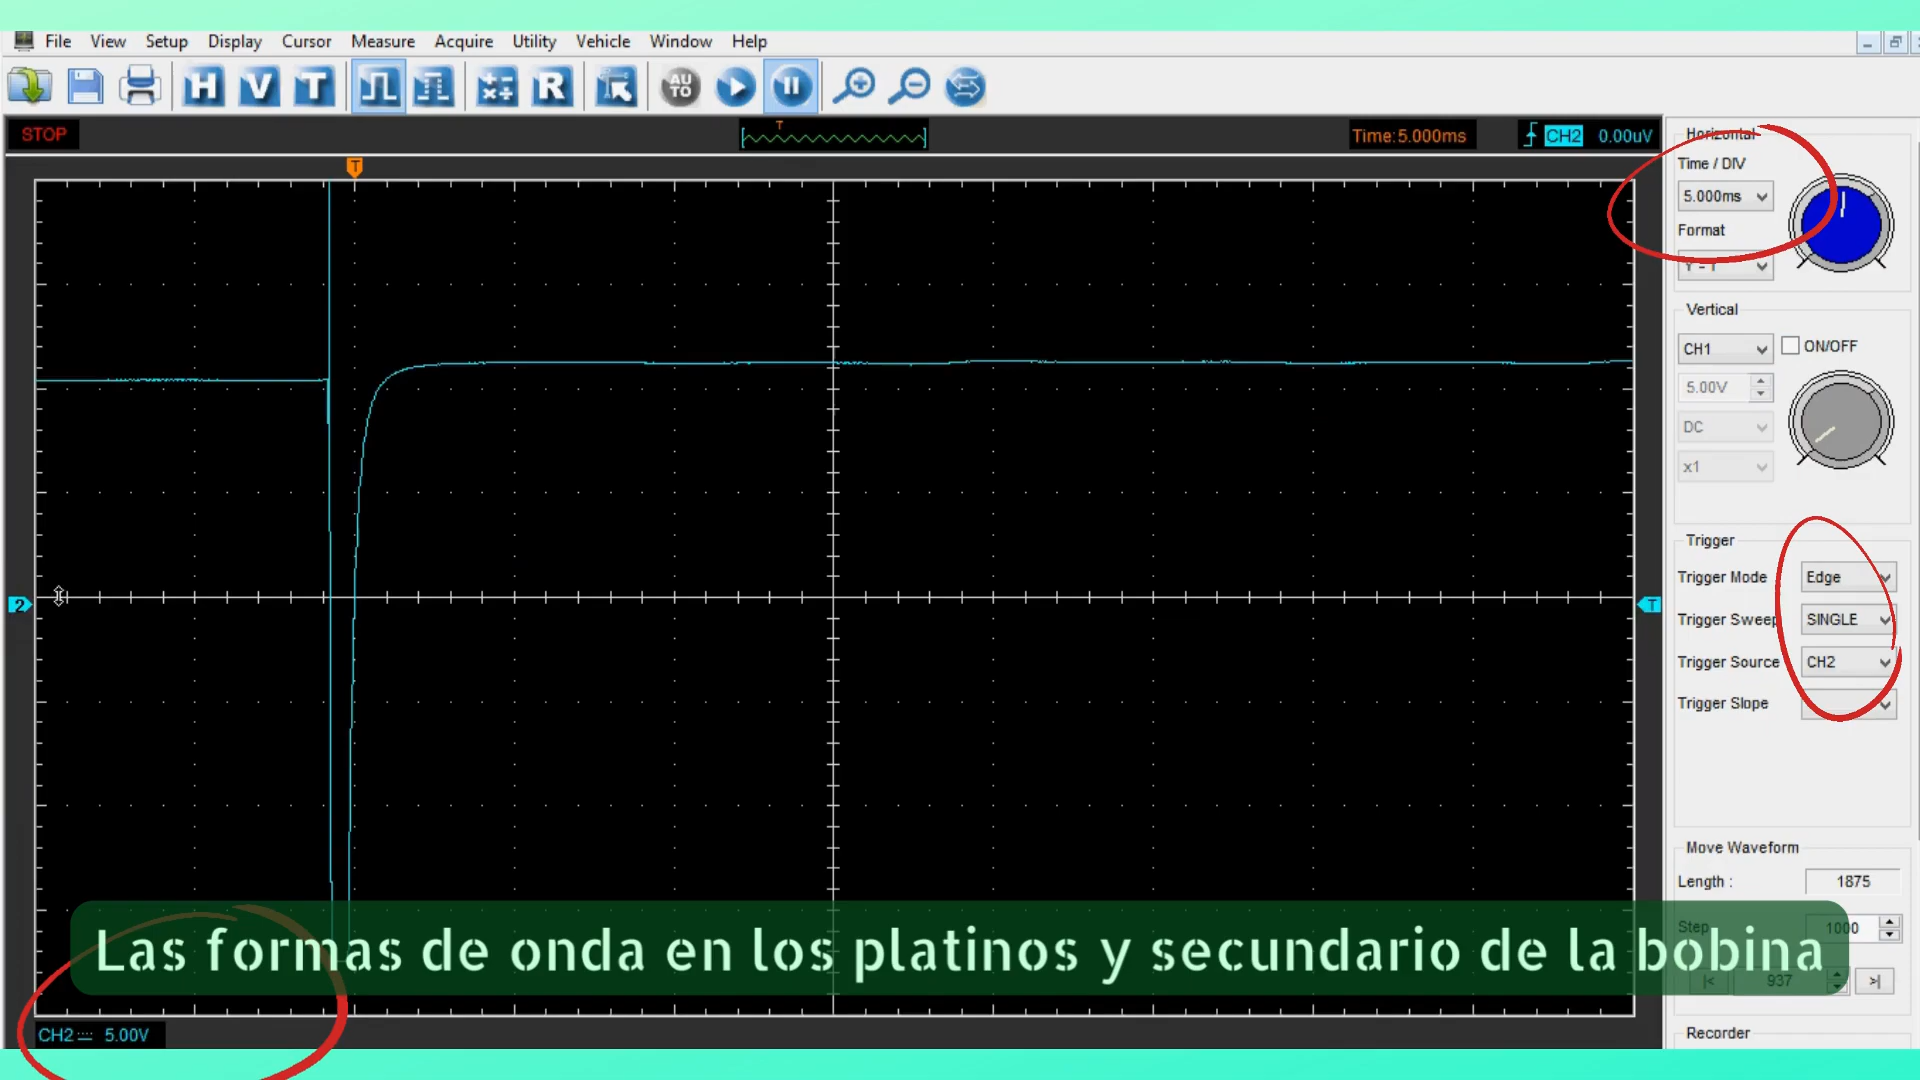 File View Setup Display Cursor Measure Acquire Utility Vehicle Window Help
H V T R AU TO
STOP
T
Time:5.000ms
CH2 0.00uV
T
Horizontal
Time / DIV
5.000ms
Format
Y - T
Vertical
CH1 ON/OFF
5.00V
DC
x1
2
T
Trigger
Trigger Mode Edge
Trigger Sweep SINGLE
Trigger Source CH2
Trigger Slope
Move Waveform
Length : 1875
Step 1000
|< 937 >|
Recorder
Las formas de onda en los platinos y secundario de la bobina
CH2 5.00V